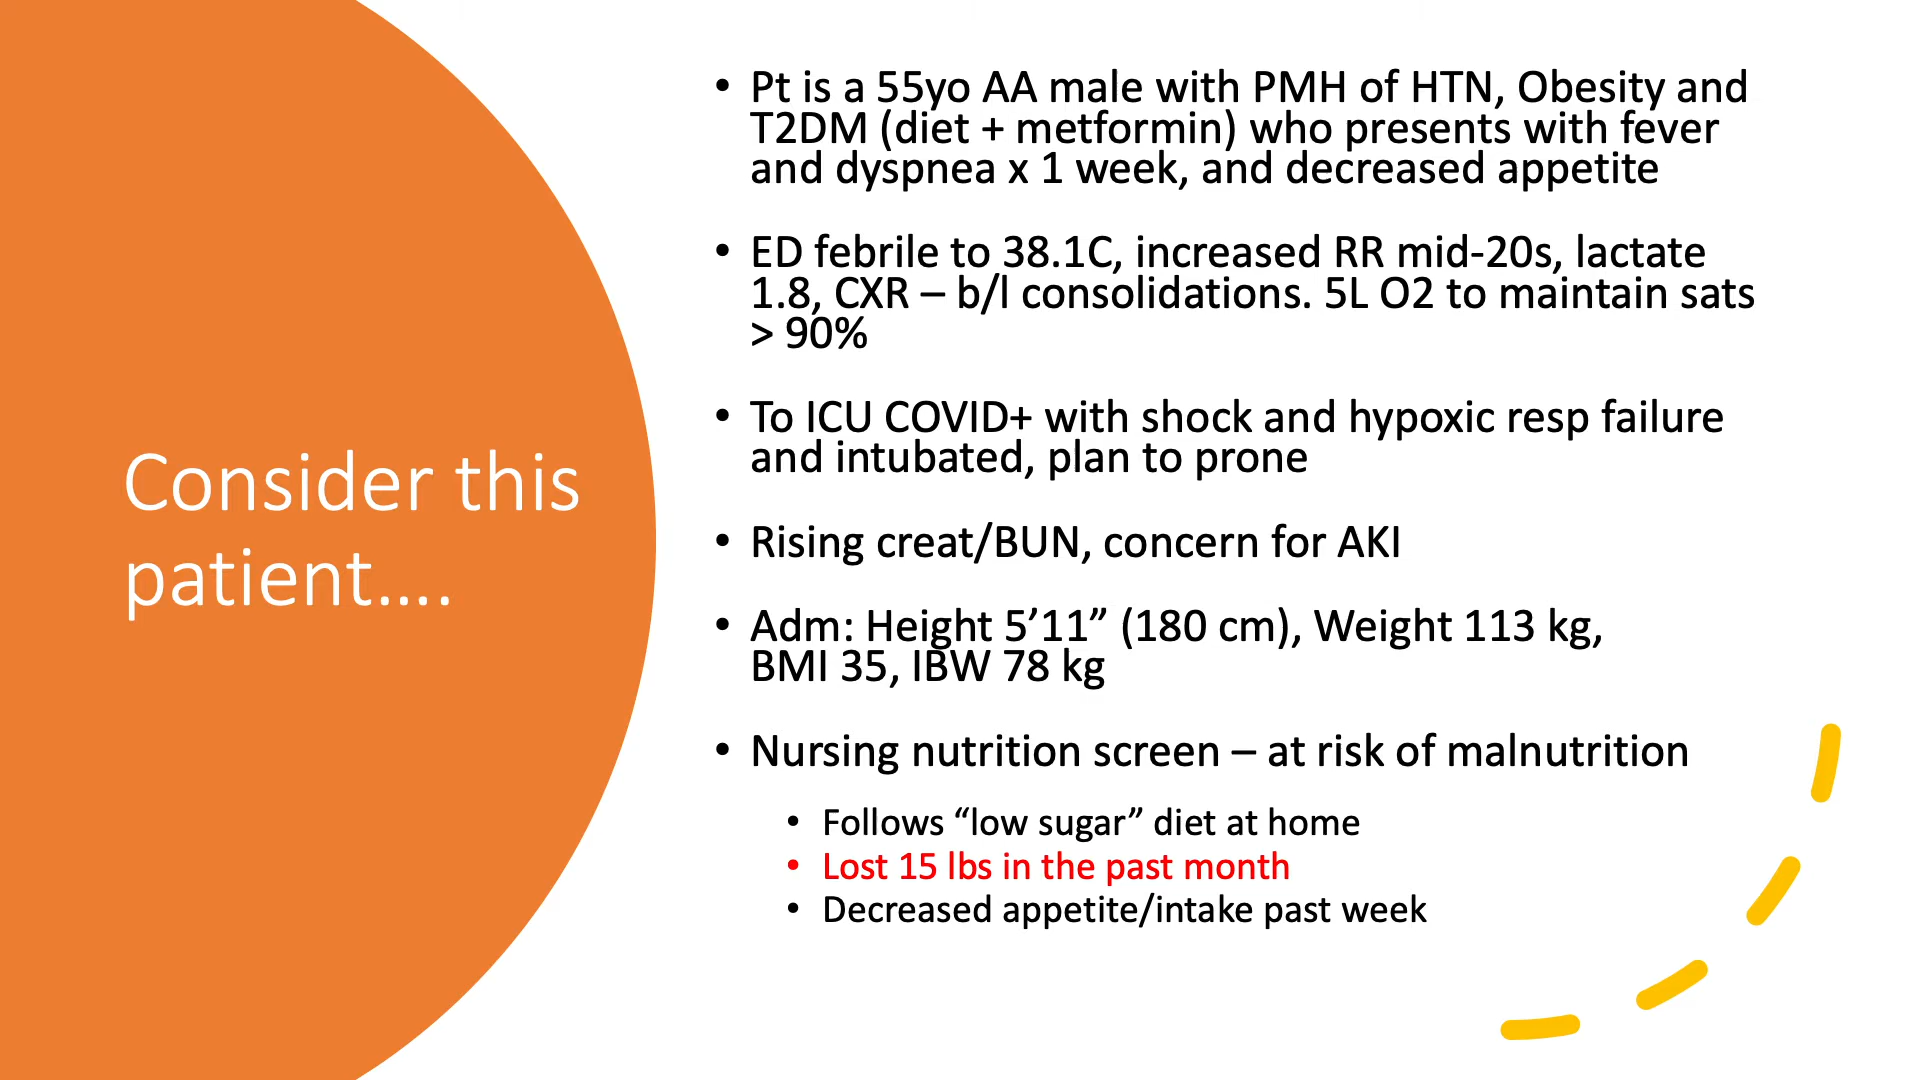 Consider this
patient....
• Pt is a 55yo AA male with PMH of HTN, Obesity and
T2DM (diet + metformin) who presents with fever
and dyspnea x 1 week, and decreased appetite
• ED febrile to 38.1C, increased RR mid-20s, lactate
1.8, CXR – b/l consolidations. 5L O2 to maintain sats
> 90%
• To ICU COVID+ with shock and hypoxic resp failure
and intubated, plan to prone
• Rising creat/BUN, concern for AKI
• Adm: Height 5’11” (180 cm), Weight 113 kg,
BMI 35, IBW 78 kg
• Nursing nutrition screen – at risk of malnutrition
• Follows “low sugar” diet at home
• Lost 15 lbs in the past month
• Decreased appetite/intake past week